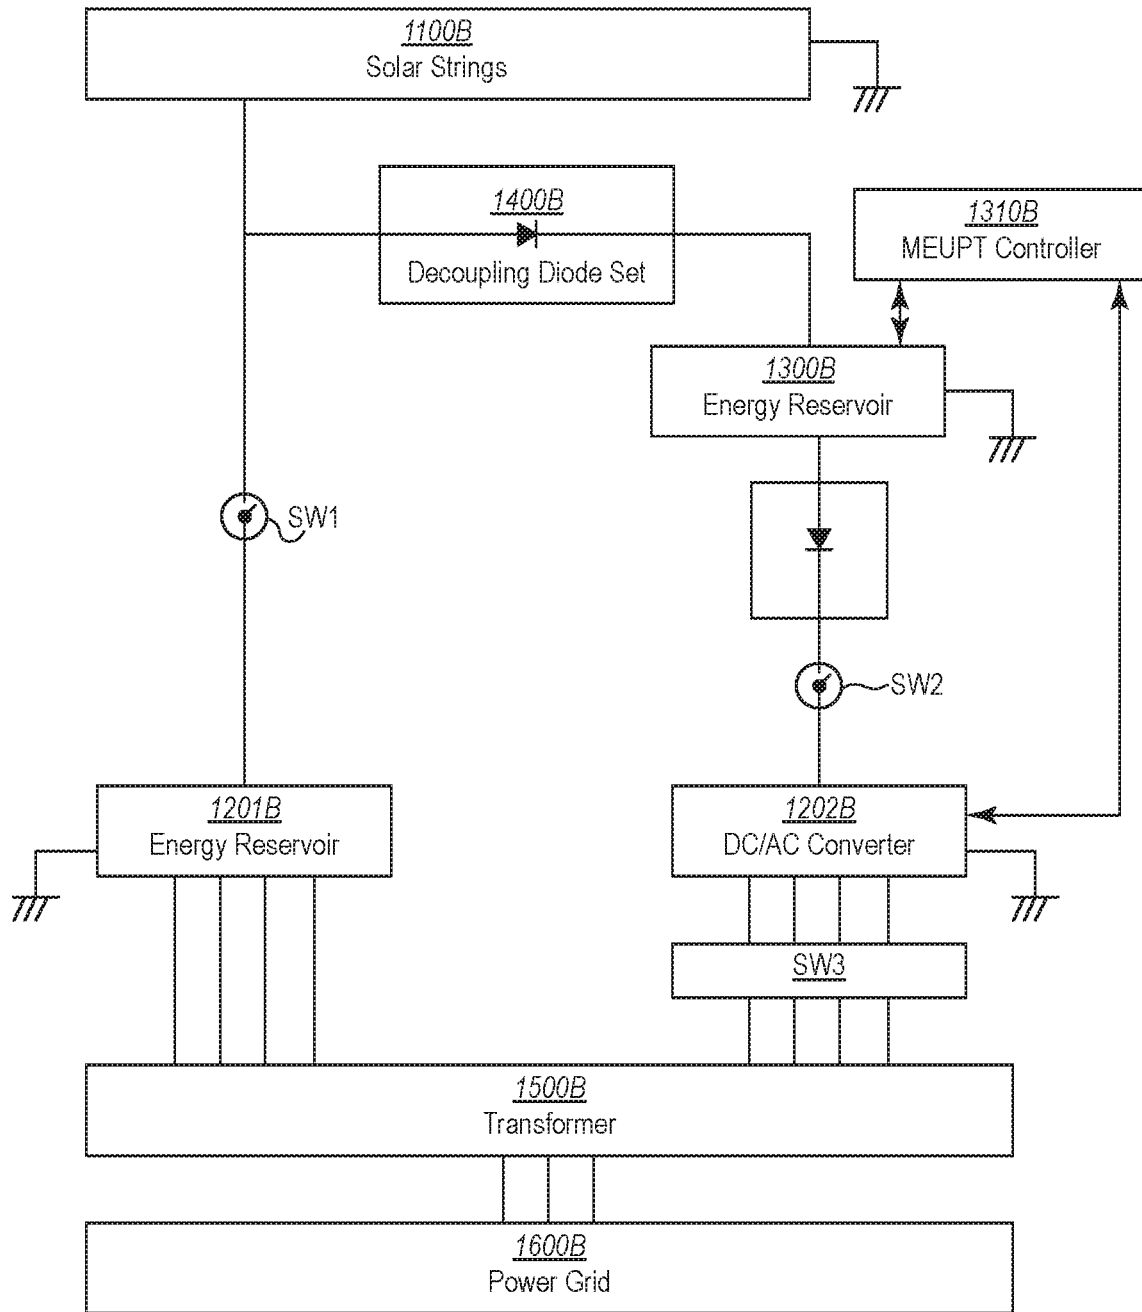 1100B
Solar Strings
1400B
Decoupling Diode Set
1310B
MEUPT Controller
1300B
Energy Reservoir
SW1
SW2
1201B
Energy Reservoir
1202B
DC/AC Converter
SW3
1500B
Transformer
1600B
Power Grid